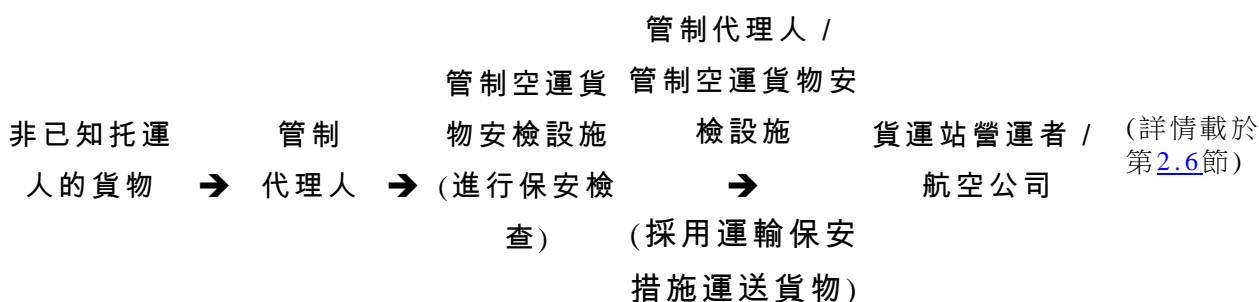 非已知托運
人的貨物
➔
管制
代理人
➔
管制空運貨
物安檢設施
(進行保安檢
查)
管制代理人 /
管制空運貨物安
檢設施
➔
(採用運輸保安
措施運送貨物)
貨運站營運者 /
航空公司
(詳情載於
第2.6節)